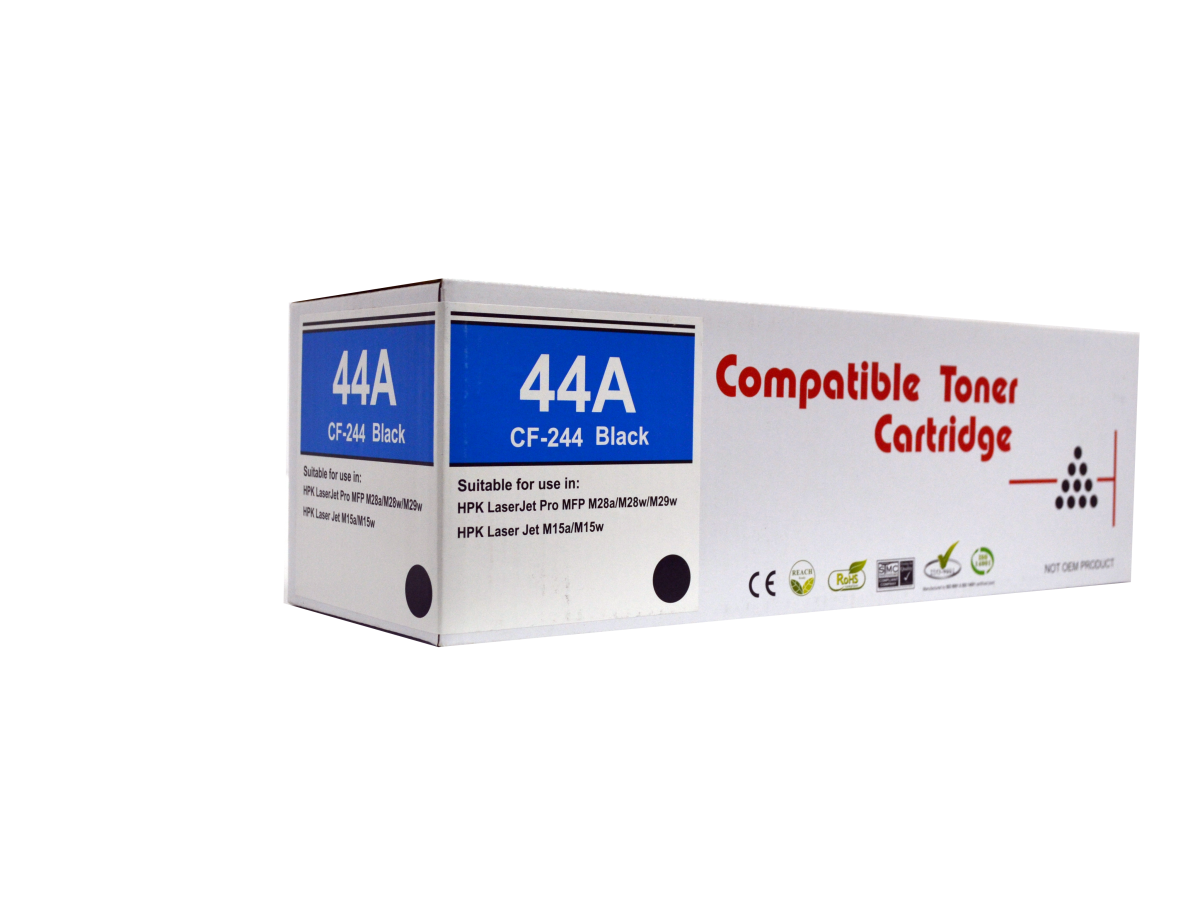 44A
CF-244 Black
Suitable for use in:
HPK LaserJet Pro MFP M28a/M28w/M29w
HPK Laser Jet M15a/M15w
44A
CF-244 Black
Suitable for use in:
HPK LaserJet Pro MFP M28a/M28w/M29w
HPK Laser Jet M15a/M15w
Compatible Toner
Cartridge
CE
REACH
RoHS
NOT OEM PRODUCT